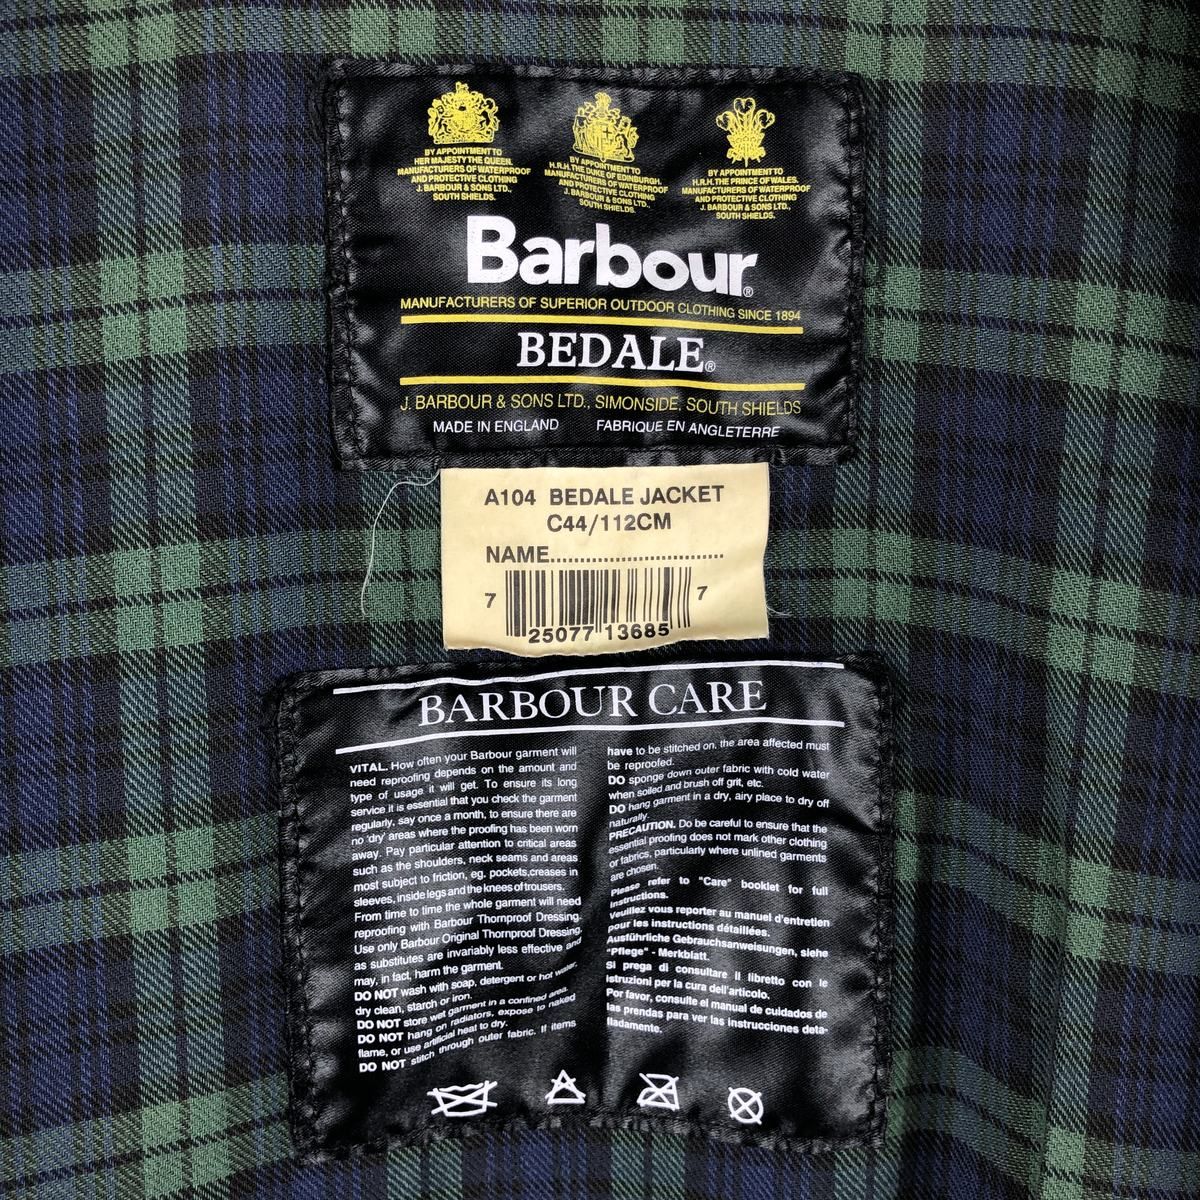 BY APPOINTMENT TO
HER MAJESTY THE QUEEN.
MANUFACTURERS OF WATERPROOF
AND PROTECTIVE CLOTHING
J. BARBOUR & SONS LTD.,
SOUTH SHIELDS.
BY APPOINTMENT TO
H.R.H. THE DUKE OF EDINBURGH.
MANUFACTURERS OF WATERPROOF
AND PROTECTIVE CLOTHING
J. BARBOUR & SONS LTD.,
SOUTH SHIELDS.
BY APPOINTMENT TO
H.R.H. THE PRINCE OF WALES.
MANUFACTURERS OF WATERPROOF
AND PROTECTIVE CLOTHING
J. BARBOUR & SONS LTD.,
SOUTH SHIELDS.
Barbour®
MANUFACTURERS OF SUPERIOR OUTDOOR CLOTHING SINCE 1894
BEDALE®
J. BARBOUR & SONS LTD., SIMONSIDE, SOUTH SHIELDS
MADE IN ENGLAND FABRIQUE EN ANGLETERRE
A104 BEDALE JACKET
C44/112CM
NAME.........................
7 25077 13685 7
BARBOUR CARE
VITAL. How often your Barbour garment will
need reproofing depends on the amount and
type of usage it will get. To ensure its long
service it is essential that you check the garment
regularly, say once a month, to ensure there are
no 'dry' areas where the proofing has been worn
away. Pay particular attention to critical areas
such as the shoulders, neck seams and areas
most subject to friction, eg. pockets,creases in
sleeves, inside legs and the knees of trousers.
From time to time the whole garment will need
reproofing with Barbour Thornproof Dressing.
Use only Barbour Original Thornproof Dressing
as substitutes are invariably less effective and
may, in fact, harm the garment.
DO NOT wash with soap, detergent or hot water,
dry clean, starch or iron.
DO NOT store wet garment in a confined area.
DO NOT hang on radiators, expose to naked
flame, or use artificial heat to dry.
DO NOT stitch through outer fabric. If items
have to be stitched on, the area affected must
be reproofed.
DO sponge down outer fabric with cold water
when soiled and brush off grit, etc.
DO hang garment in a dry, airy place to dry off
naturally.
PRECAUTION. Do be careful to ensure that the
essential proofing does not mark other clothing
or fabrics, particularly where unlined garments
are chosen.
Please refer to "Care" booklet for full
instructions.
Veuillez vous reporter au manuel d'entretien
pour les instructions détaillées.
Ausführliche Gebrauchsanweisungen, siehe
"Pflege" - Merkblatt.
Si prega di consultare il libretto con le
istruzioni per la cura dell'articolo.
Por favor, consulte el manual de cuidados de
las prendas para ver las instrucciones deta-
lladamente.